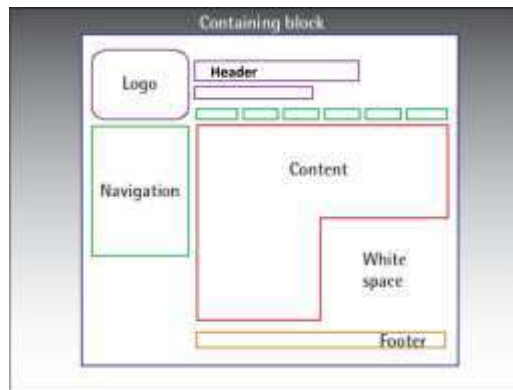 Containing block
Logo
Header
Navigation
Content
White
space
Footer